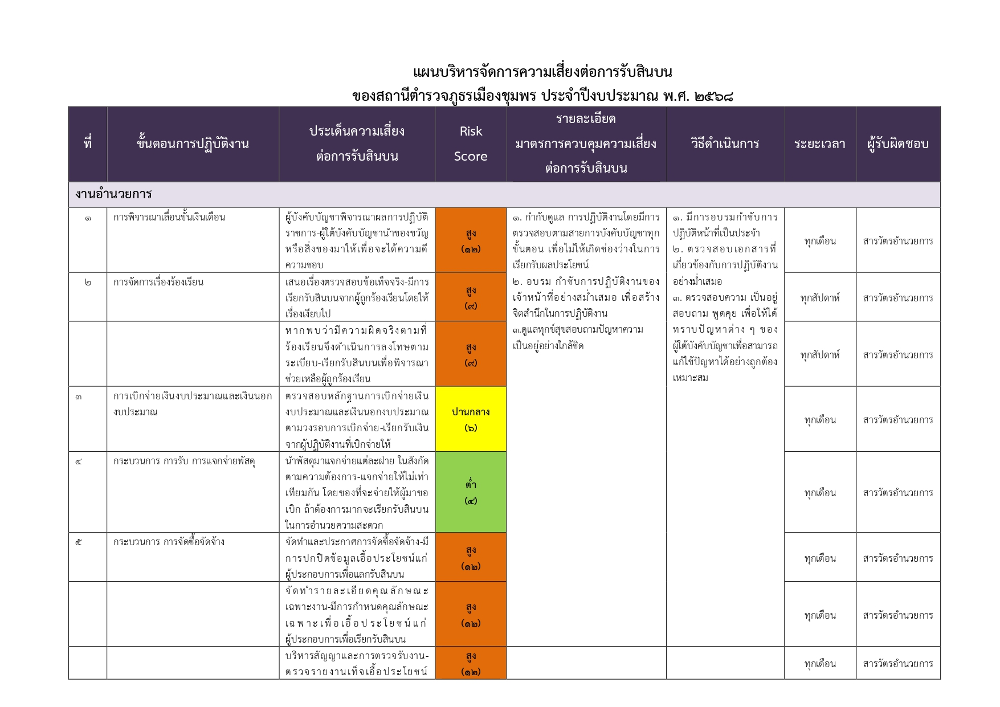 แผนบริหารจัดการความเสี่ยงต่อการรับสินบน
ของสถานีตำรวจภูธรเมืองชุมพร ประจำปีงบประมาณ พ.ศ. ๒๕๖๘
ที่
ขั้นตอนการปฏิบัติงาน
ประเด็นความเสี่ยง
ต่อการรับสินบน
Risk
Score
รายละเอียด
มาตรการควบคุมความเสี่ยง
ต่อการรับสินบน
วิธีดำเนินการ
ระยะเวลา
ผู้รับผิดชอบ
งานอำนวยการ
๑
การพิจารณาเลื่อนขั้นเงินเดือน
ผู้บังคับบัญชาพิจารณาผลการปฏิบัติ
ราชการ-ผู้ใต้บังคับบัญชานำของขวัญ
หรือสิ่งของมาให้เพื่อจะได้ความดี
ความชอบ
สูง
(๑๒)
๑. กำกับดูแล การปฏิบัติงานโดยมีการ
ตรวจสอบตามสายการบังคับบัญชาทุก
ขั้นตอน เพื่อไม่ให้เกิดช่องว่างในการ
เรียกรับผลประโยชน์
๒. อบรม กำชับการปฏิบัติงานของ
เจ้าหน้าที่อย่างสม่ำเสมอ เพื่อสร้าง
จิตสำนึกในการปฏิบัติงาน
๓.ดูแลทุกข์สุขสอบถามปัญหาความ
เป็นอยู่อย่างใกล้ชิด
๑. มีการอบรมกำชับการ
ปฏิบัติหน้าที่เป็นประจำ
๒. ตรวจสอบเอกสารที่
เกี่ยวข้องกับการปฏิบัติงาน
อย่างม่ำเสมอ
๓. ตรวจสอบความ เป็นอยู่
สอบถาม พูดคุย เพื่อให้ได้
ทราบปัญหาต่าง ๆ ของ
ผู้ใต้บังคับบัญชาเพื่อสามารถ
แก้ไข้ปัญหาได้อย่างถูกต้อง
เหมาะสม
ทุกเดือน
สารวัตรอำนวยการ
๒
การจัดการเรื่องร้องเรียน
เสนอเรื่องตรวจสอบข้อเท็จจริง-มีการ
เรียกรับสินบนจากผู้ถูกร้องเรียนโดยให้
เรื่องเงียบไป
สูง
(๙)
ทุกสัปดาห์
สารวัตรอำนวยการ
หากพบว่ามีความผิดจริงตามที่
ร้องเรียนจึงดำเนินการลงโทษตาม
ระเบียบ-เรียกรับสินบนเพื่อพิจารณา
ช่วยเหลือผู้ถูกร้องเรียน
สูง
(๙)
ทุกสัปดาห์
สารวัตรอำนวยการ
๓
การเบิกจ่ายเงินงบประมาณและเงินนอก
งบประมาณ
ตรวจสอบหลักฐานการเบิกจ่ายเงิน
งบประมาณและเงินนอกงบประมาณ
ตามวงรอบการเบิกจ่าย-เรียกรับเงิน
จากผู้ปฏิบัติงานที่เบิกจ่ายให้
ปานกลาง
(๖)
ทุกเดือน
สารวัตรอำนวยการ
๔
กระบวนการ การรับ การแจกจ่ายพัสดุ
นำพัสดุมาแจกจ่ายแต่ละฝ่าย ในสังกัด
ตามความต้องการ-แจกจ่ายให้ไม่เท่า
เทียมกัน โดยของที่จะจ่ายให้ผู้มาขอ
เบิก ถ้าต้องการมากจะเรียกรับสินบน
ในการอำนวยความสะดวก
ต่ำ
(๔)
ทุกเดือน
สารวัตรอำนวยการ
๕
กระบวนการ การจัดซื้อจัดจ้าง
จัดทำและประกาศการจัดซื้อจัดจ้าง-มี
การปกปิดข้อมูลเอื้อประโยชน์แก่
ผู้ประกอบการเพื่อแลกรับสินบน
สูง
(๑๒)
ทุกเดือน
สารวัตรอำนวยการ
จัดทำรายละเอียดคุณลักษณะ
เฉพาะงาน-มีการกำหนดคุณลักษณะ
เฉพาะเพื่อเอื้อประโยชน์แก่
ผู้ประกอบการเพื่อเรียกรับสินบน
สูง
(๑๒)
ทุกเดือน
สารวัตรอำนวยการ
บริหารสัญญาและการตรวจรับงาน-
ตรวจรายงานเท็จเอื้อประโยชน์
สูง
(๑๒)
ทุกเดือน
สารวัตรอำนวยการ